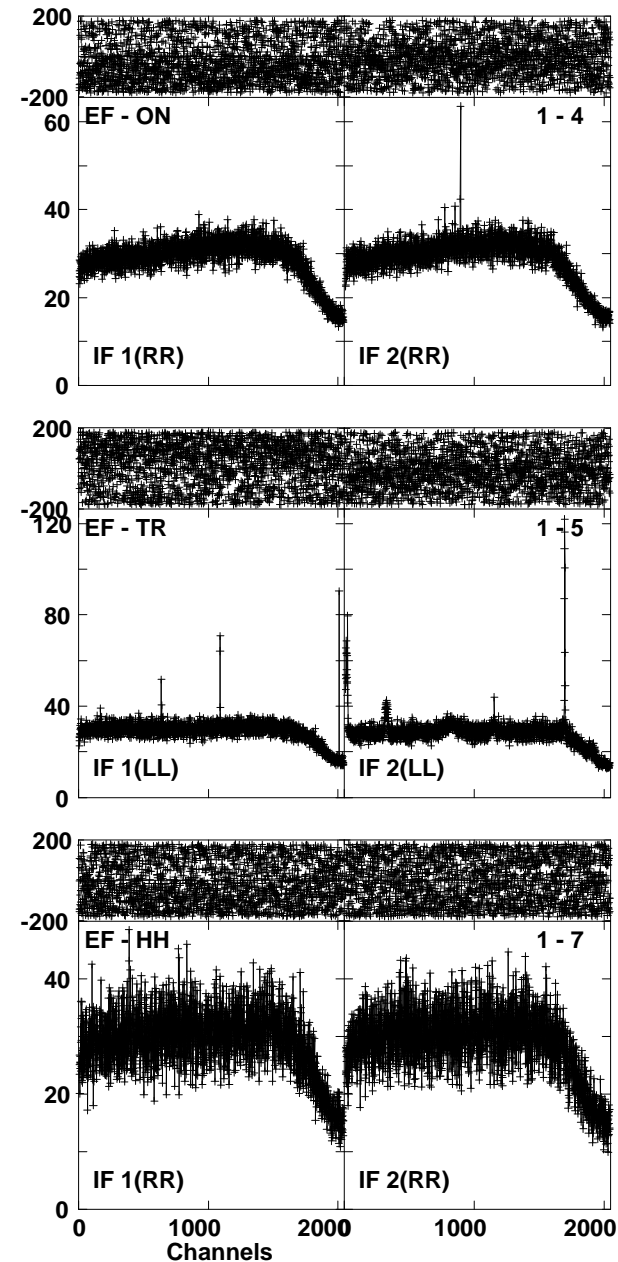 200
-200
EF - ON 1 - 4
60
40
20
IF 1(RR) IF 2(RR)
0
200
-200
120
EF - TR 1 - 5
80
40
IF 1(LL) IF 2(LL)
0
200
-200
EF - HH 1 - 7
40
20
IF 1(RR) IF 2(RR)
0
0 1000 2000 0 1000 2000
Channels